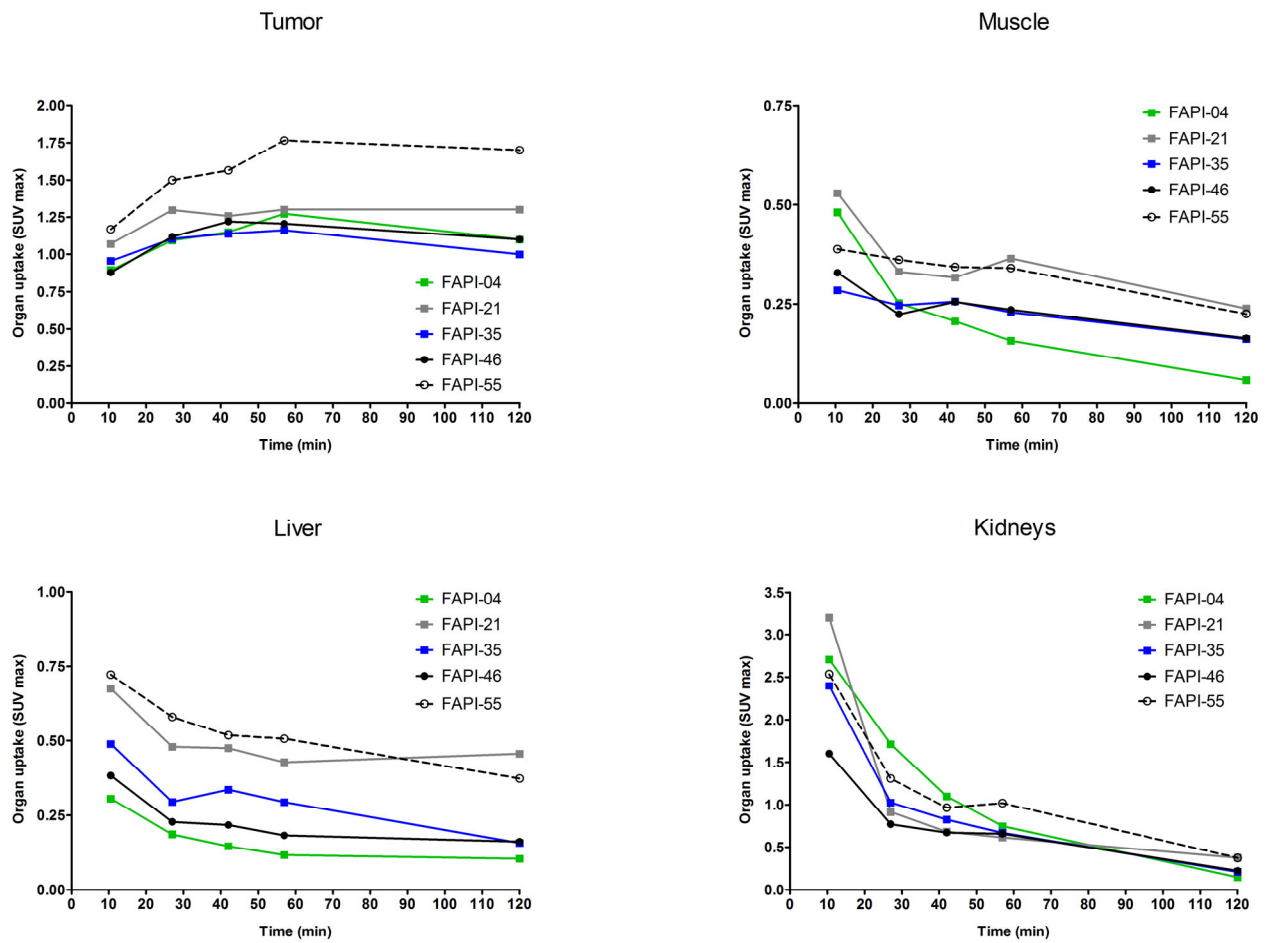 Tumor
2.00
1.75
1.50
1.25
1.00
0.75
0.50
0.25
0.00
Organ uptake (SUV max)
0 10 20 30 40 50 60 70 80 90 100 110 120
Time (min)
FAPI-04
FAPI-21
FAPI-35
FAPI-46
FAPI-55
Muscle
0.75
0.50
0.25
0.00
Organ uptake (SUV max)
0 10 20 30 40 50 60 70 80 90 100 110 120
Time (min)
FAPI-04
FAPI-21
FAPI-35
FAPI-46
FAPI-55
Liver
1.00
0.75
0.50
0.25
0.00
Organ uptake (SUV max)
0 10 20 30 40 50 60 70 80 90 100 110 120
Time (min)
FAPI-04
FAPI-21
FAPI-35
FAPI-46
FAPI-55
Kidneys
3.5
3.0
2.5
2.0
1.5
1.0
0.5
0.0
Organ uptake (SUV max)
0 10 20 30 40 50 60 70 80 90 100 110 120
Time (min)
FAPI-04
FAPI-21
FAPI-35
FAPI-46
FAPI-55